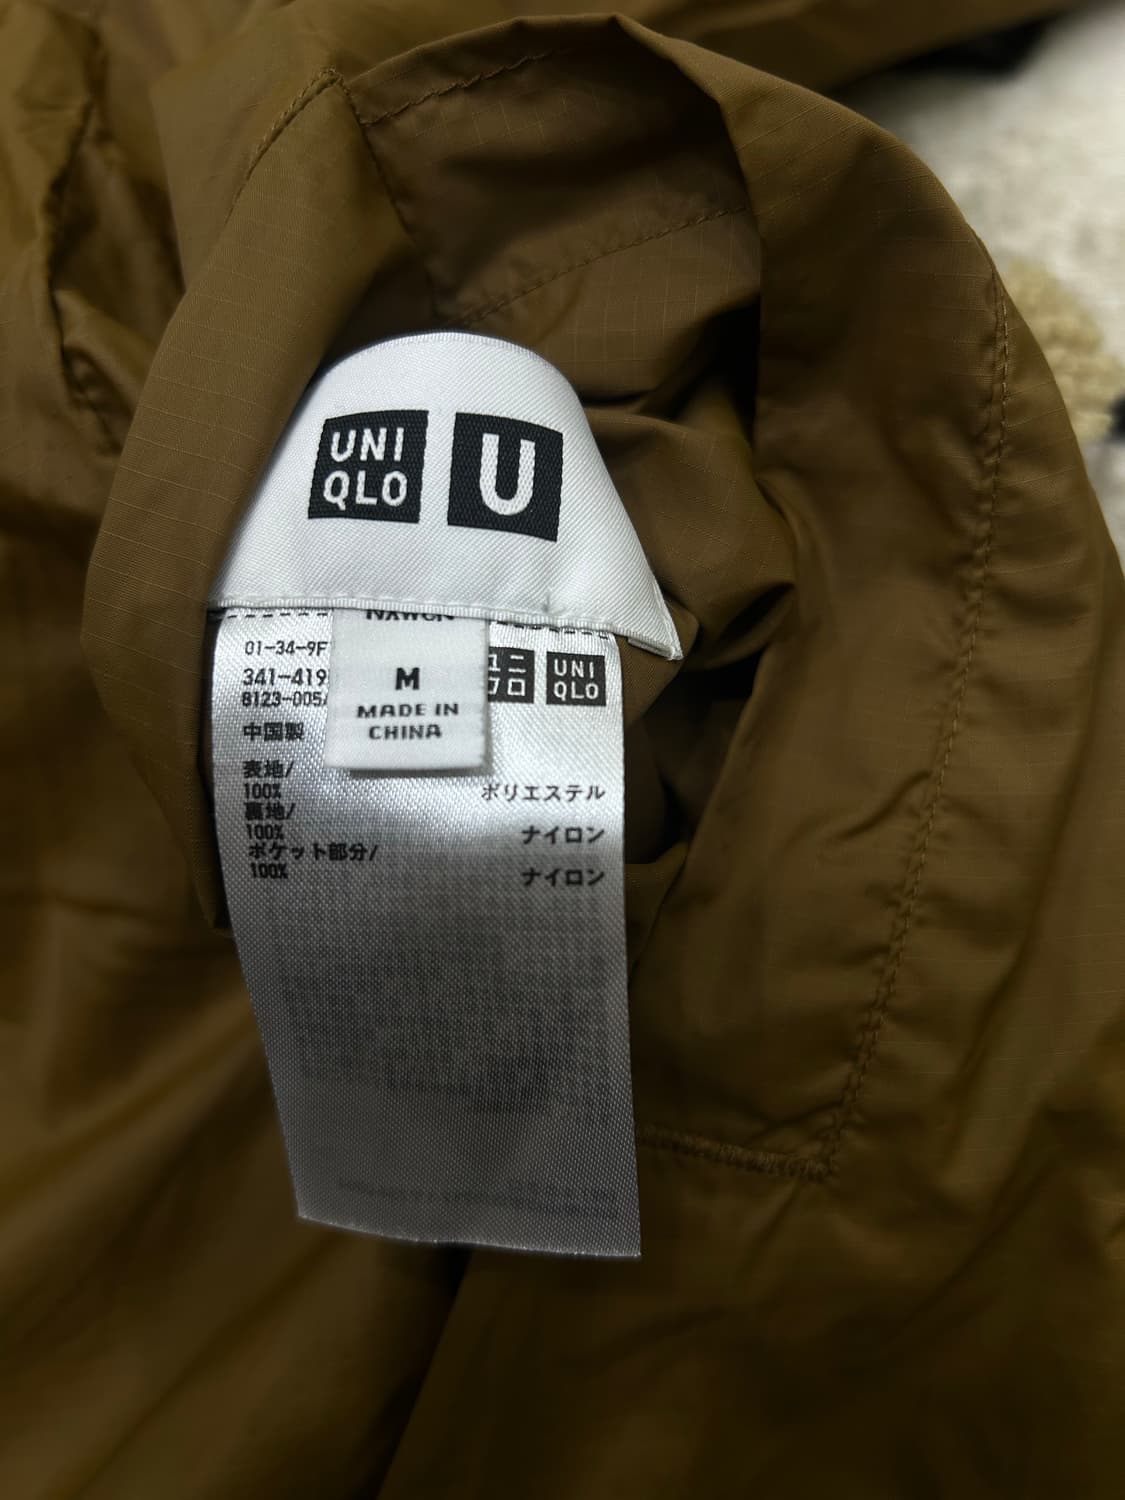 UNI
QLO
U
01-34-9F
341-419
8123-005
M
MADE IN
CHINA
ユニ
クロ
UNI
QLO
中国製
表地/
100% ポリエステル
裏地/
100% ナイロン
ポケット部分/
100% ナイロン